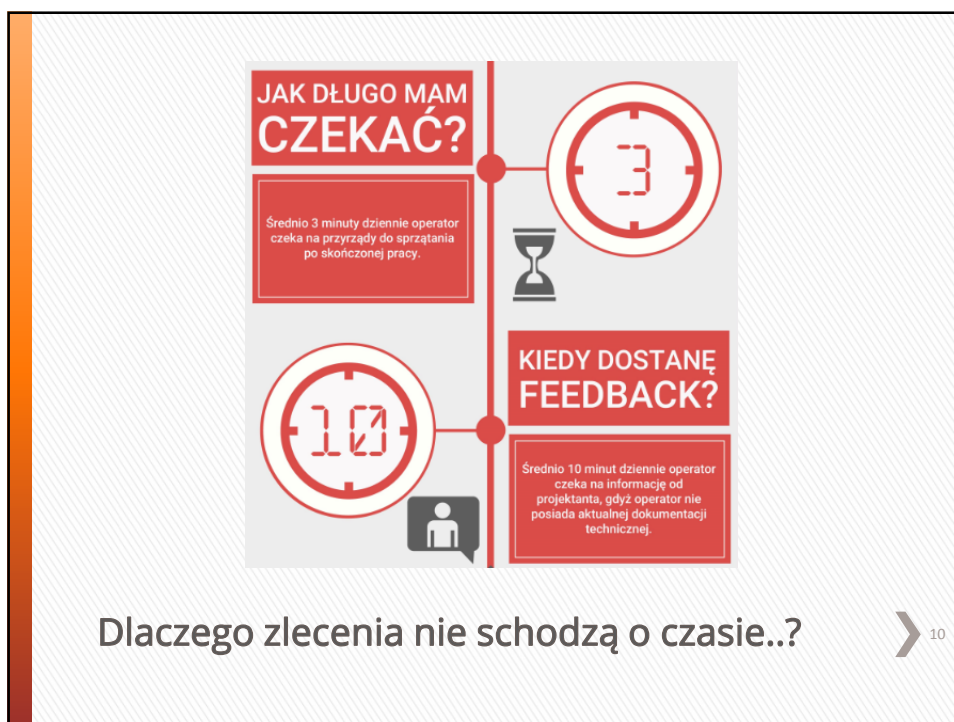 JAK DŁUGO MAM
CZEKAĆ?
3
Średnio 3 minuty dziennie operator
czeka na przyrządy do sprzątania
po skończonej pracy.
KIEDY DOSTANĘ
FEEDBACK?
10
Średnio 10 minut dziennie operator
czeka na informację od
projektanta, gdyż operator nie
posiada aktualnej dokumentacji
technicznej.
Dlaczego zlecenia nie schodzą o czasie..?
10